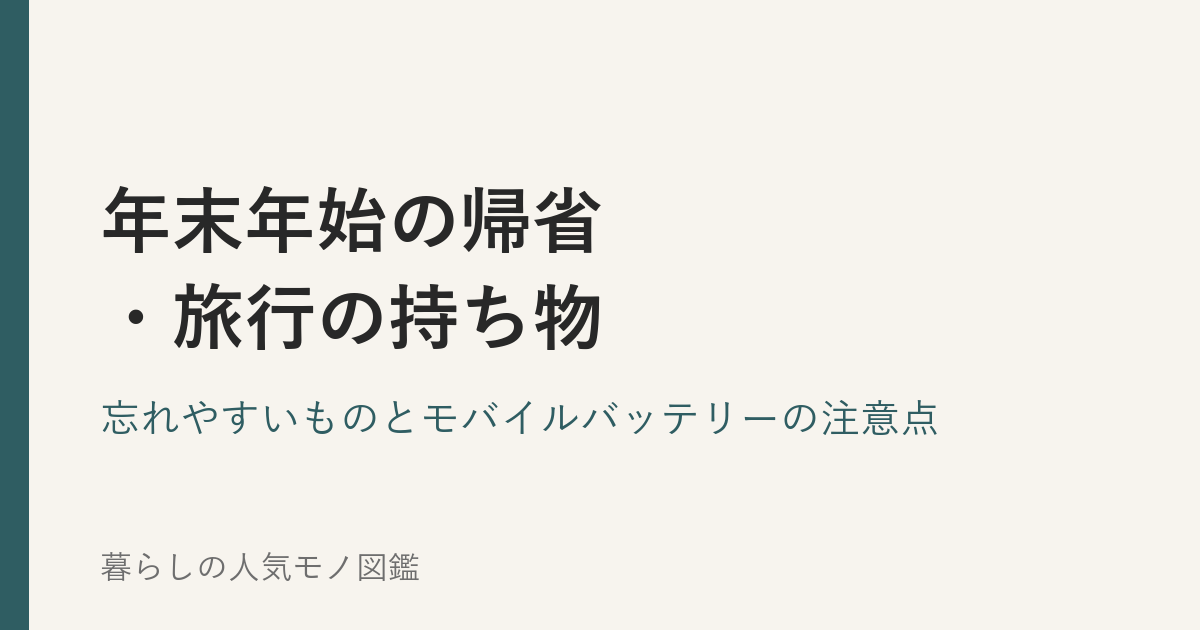 年末年始の帰省
・旅行の持ち物
忘れやすいものとモバイルバッテリーの注意点
暮らしの人気モノ図鑑